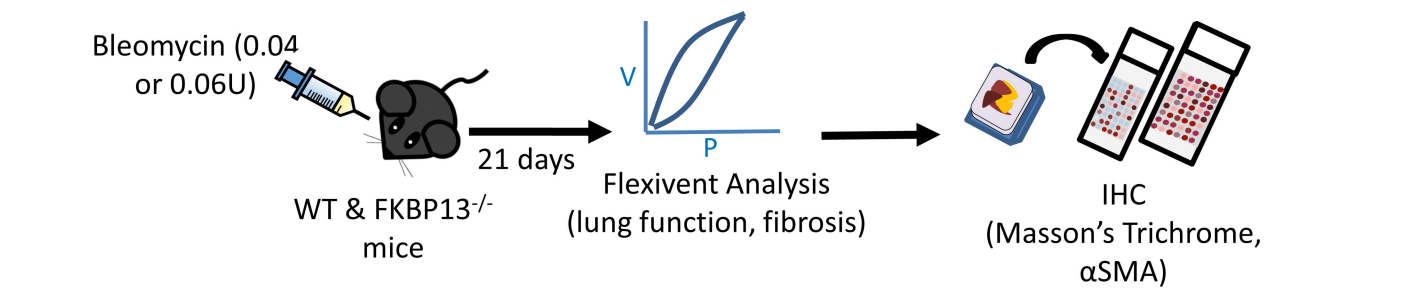 Bleomycin (0.04
or 0.06U)
21 days
WT & FKBP13-/-
mice
V
P
Flexivent Analysis
(lung function, fibrosis)
IHC
(Masson’s Trichrome,
αSMA)